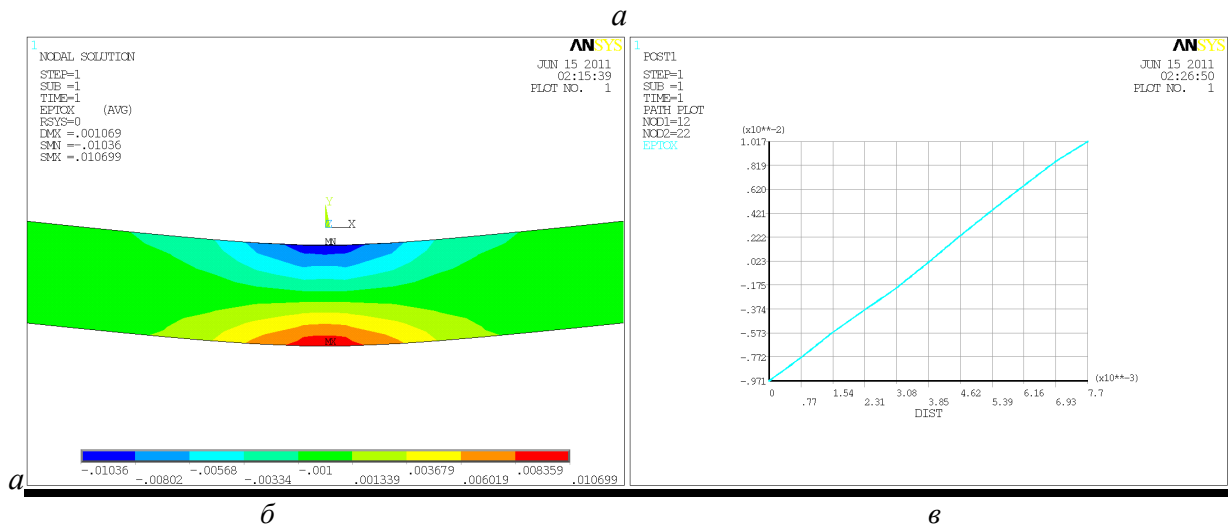 а
1
NODAL SOLUTION
STEP=1
SUB =1
TIME=1
EPTOX (AVG)
RSYS=0
DMX =.001069
SMN =-.01036
SMX =.010699
ANSYS
JUN 15 2011
02:15:39
PLOT NO. 1
Y
Z X
MN
MX
-.01036 -.00568 -.001 .003679 .008359
-.00802 -.00334 .001339 .006019 .010699
1
POST1
STEP=1
SUB =1
TIME=1
PATH PLOT
NOD1=12
NOD2=22
EPTOX
ANSYS
JUN 15 2011
02:26:50
PLOT NO. 1
(x10**-2)
1.017
.819
.620
.421
.222
.023
-.175
-.374
-.573
-.772
-.971
(x10**-3)
0 1.54 3.08 4.62 6.16 7.7
.77 2.31 3.85 5.39 6.93
DIST
а
б
в